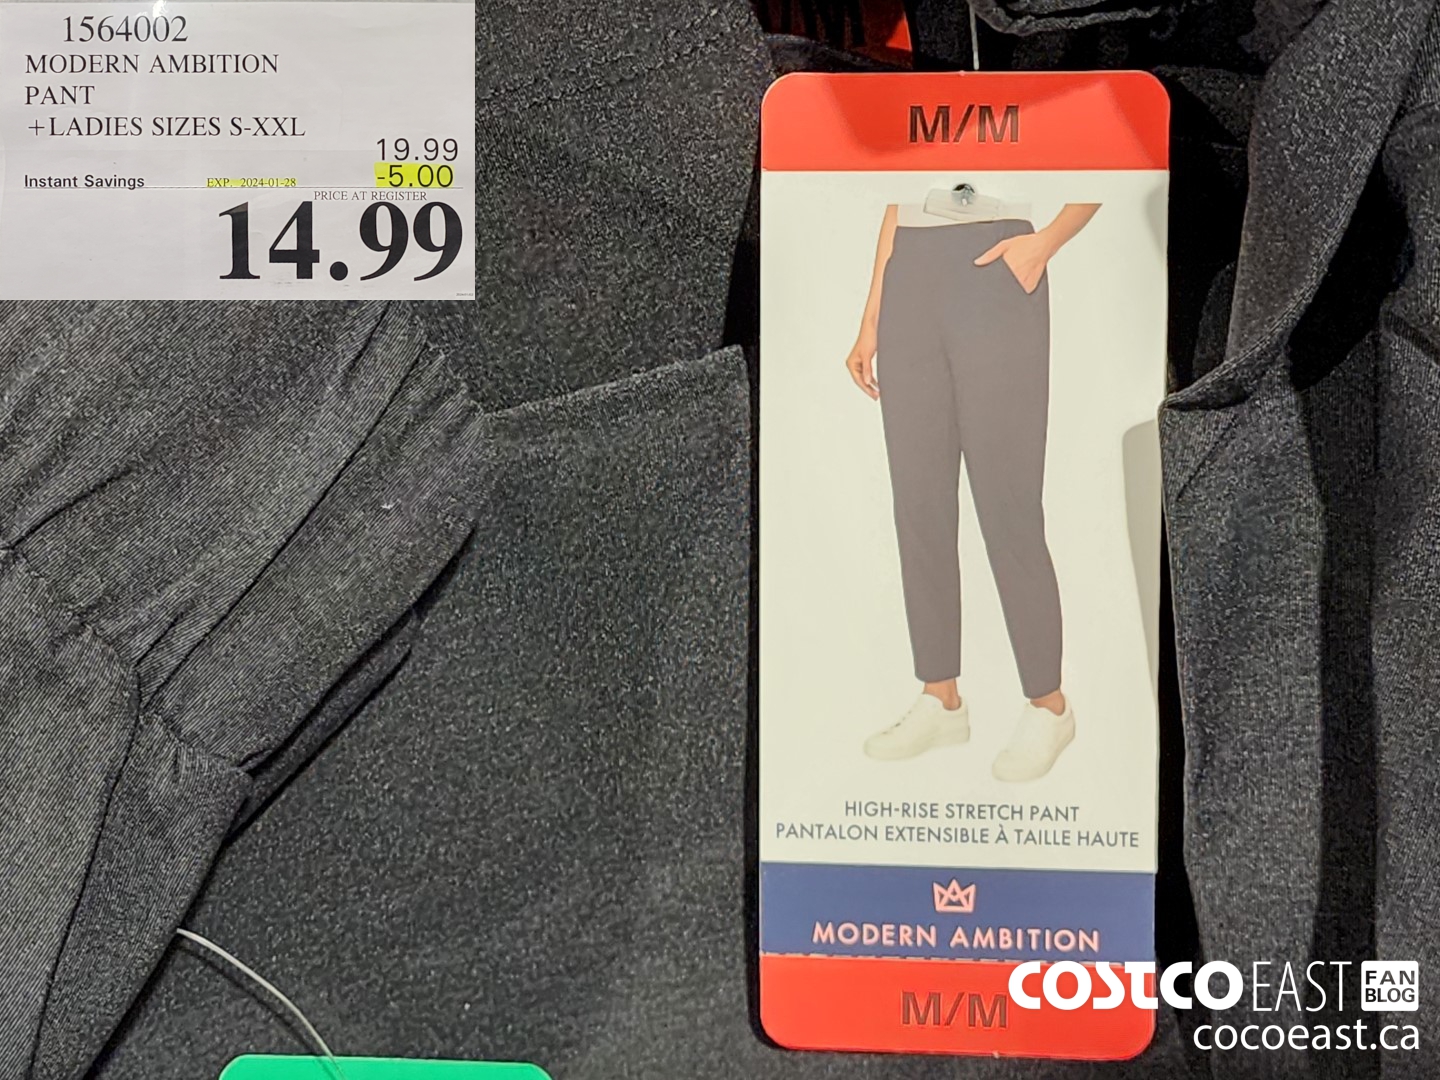 1564002
MODERN AMBITION
PANT
+LADIES SIZES S-XXL
19.99
Instant Savings EXP. 2024-01-28 -5.00
PRICE AT REGISTER
14.99
M/M
HIGH-RISE STRETCH PANT
PANTALON EXTENSIBLE À TAILLE HAUTE
MODERN AMBITION
M/M
COSTCO EAST FAN BLOG
cocoeast.ca